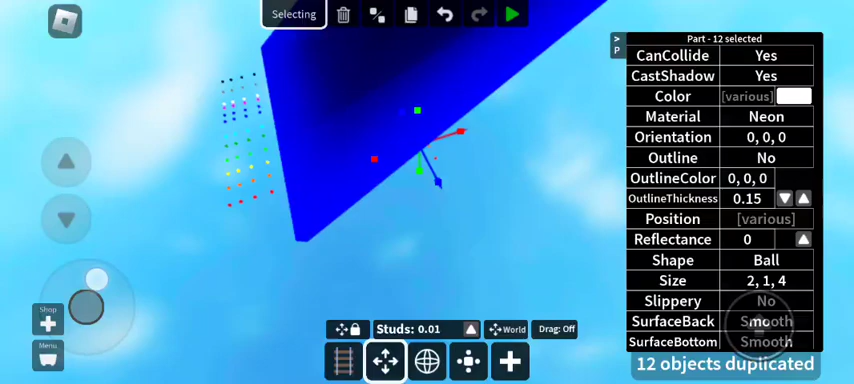 Selecting
>
P
Part - 12 selected
CanCollide Yes
CastShadow Yes
Color [various]
Material Neon
Orientation 0, 0, 0
Outline No
OutlineColor 0, 0, 0
OutlineThickness 0.15
Position [various]
Reflectance 0
Shape Ball
Size 2, 1, 4
Slippery No
SurfaceBack Smooth
SurfaceBottom Smooth
12 objects duplicated
Shop
Menu
Studs: 0.01
World
Drag: Off